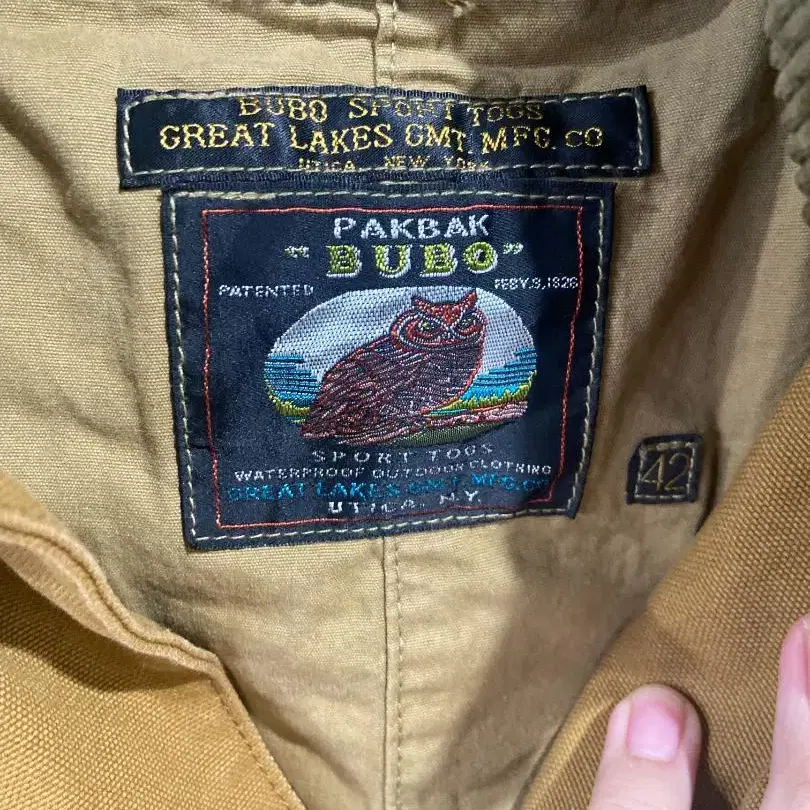 BUBO SPORT TOGS
GREAT LAKES GMT. MFG. CO
UTICA, NEW YORK
PAKBAK
"BUBO"
PATENTED FEBY.9,1926
SPORT TOGS
WATERPROOF OUTDOOR CLOTHING
GREAT LAKES GMT. MFG. CO
UTICA, N.Y.
42